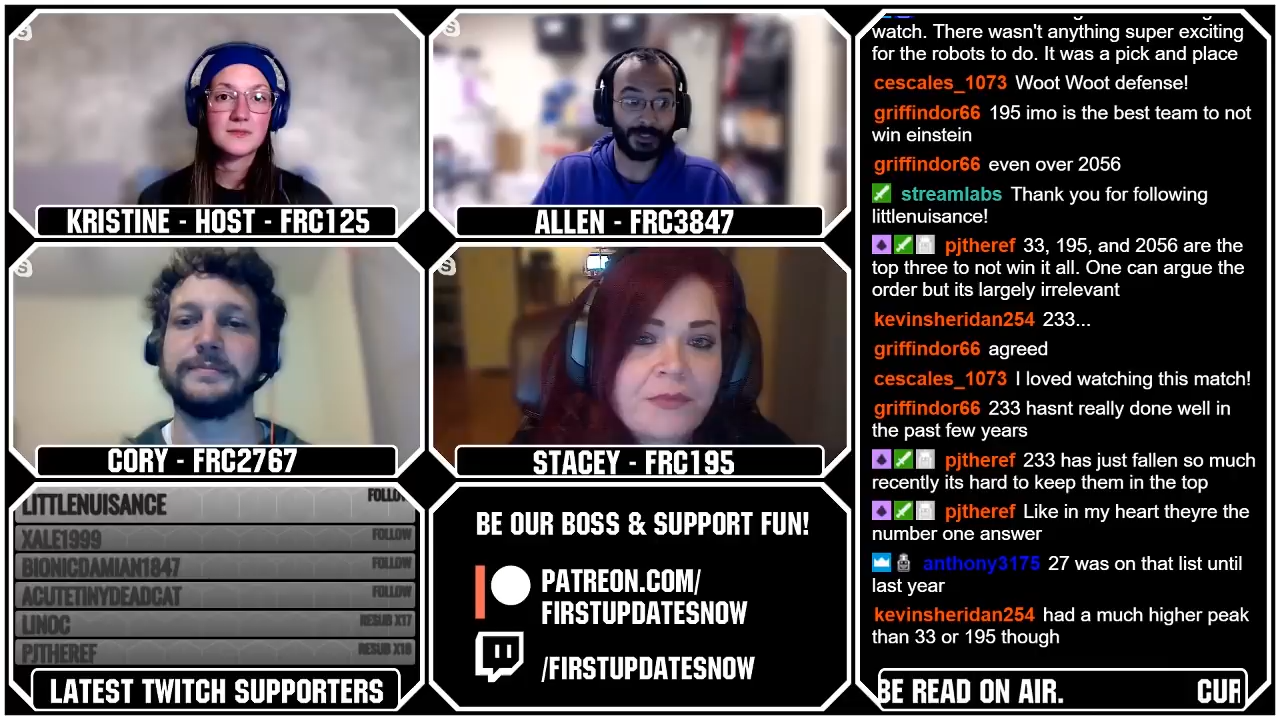 KRISTINE - HOST - FRC125
ALLEN - FRC3847
CORY - FRC2767
STACEY - FRC195
LITTLENUISANCE FOLLOW
XALE1999 FOLLOW
BIONICDAMIAN1847 FOLLOW
ACUTETINYDEADCAT FOLLOW
LINOC RESUB X17
PJTHEREF RESUB X18
LATEST TWITCH SUPPORTERS
BE OUR BOSS & SUPPORT FUN!
PATREON.COM/
FIRSTUPDATESNOW
/FIRSTUPDATESNOW
watch. There wasn't anything super exciting
for the robots to do. It was a pick and place
cescales_1073 Woot Woot defense!
griffindor66 195 imo is the best team to not
win einstein
griffindor66 even over 2056
streamlabs Thank you for following
littlenuisance!
pjtheref 33, 195, and 2056 are the
top three to not win it all. One can argue the
order but its largely irrelevant
kevinsheridan254 233...
griffindor66 agreed
cescales_1073 I loved watching this match!
griffindor66 233 hasnt really done well in
the past few years
pjtheref 233 has just fallen so much
recently its hard to keep them in the top
pjtheref Like in my heart theyre the
number one answer
anthony3175 27 was on that list until
last year
kevinsheridan254 had a much higher peak
than 33 or 195 though
BE READ ON AIR. CUR